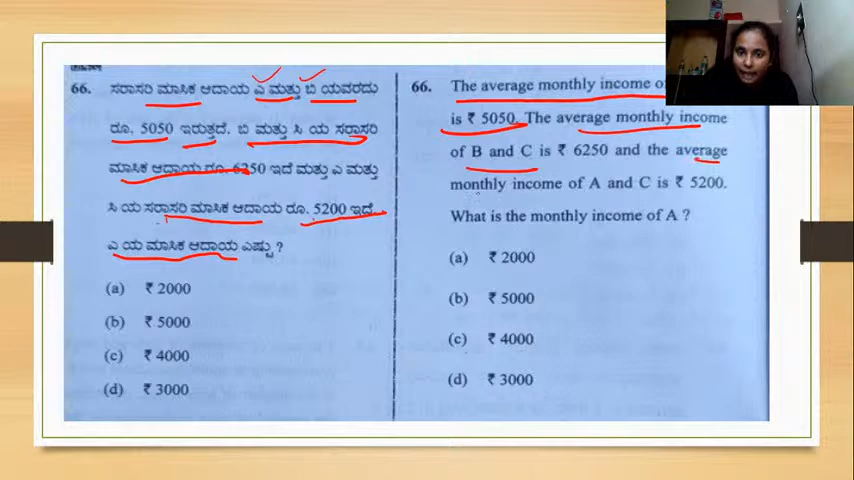 66. ಸರಾಸರಿ ಮಾಸಿಕ ಆದಾಯ ಎ ಮತ್ತು ಬಿ ಯವರದು
ರೂ. 5050 ಇರುತ್ತದೆ. ಬಿ ಮತ್ತು ಸಿ ಯ ಸರಾಸರಿ
ಮಾಸಿಕ ಆದಾಯ ರೂ. 6250 ಇದೆ ಮತ್ತು ಎ ಮತ್ತು
ಸಿ ಯ ಸರಾಸರಿ ಮಾಸಿಕ ಆದಾಯ ರೂ. 5200 ಇದೆ.
ಎ ಯ ಮಾಸಿಕ ಆದಾಯ ಎಷ್ಟು ?
(a) ₹ 2000
(b) ₹ 5000
(c) ₹ 4000
(d) ₹ 3000
66. The average monthly income o
is ₹ 5050. The average monthly income
of B and C is ₹ 6250 and the average
monthly income of A and C is ₹ 5200.
What is the monthly income of A ?
(a) ₹ 2000
(b) ₹ 5000
(c) ₹ 4000
(d) ₹ 3000